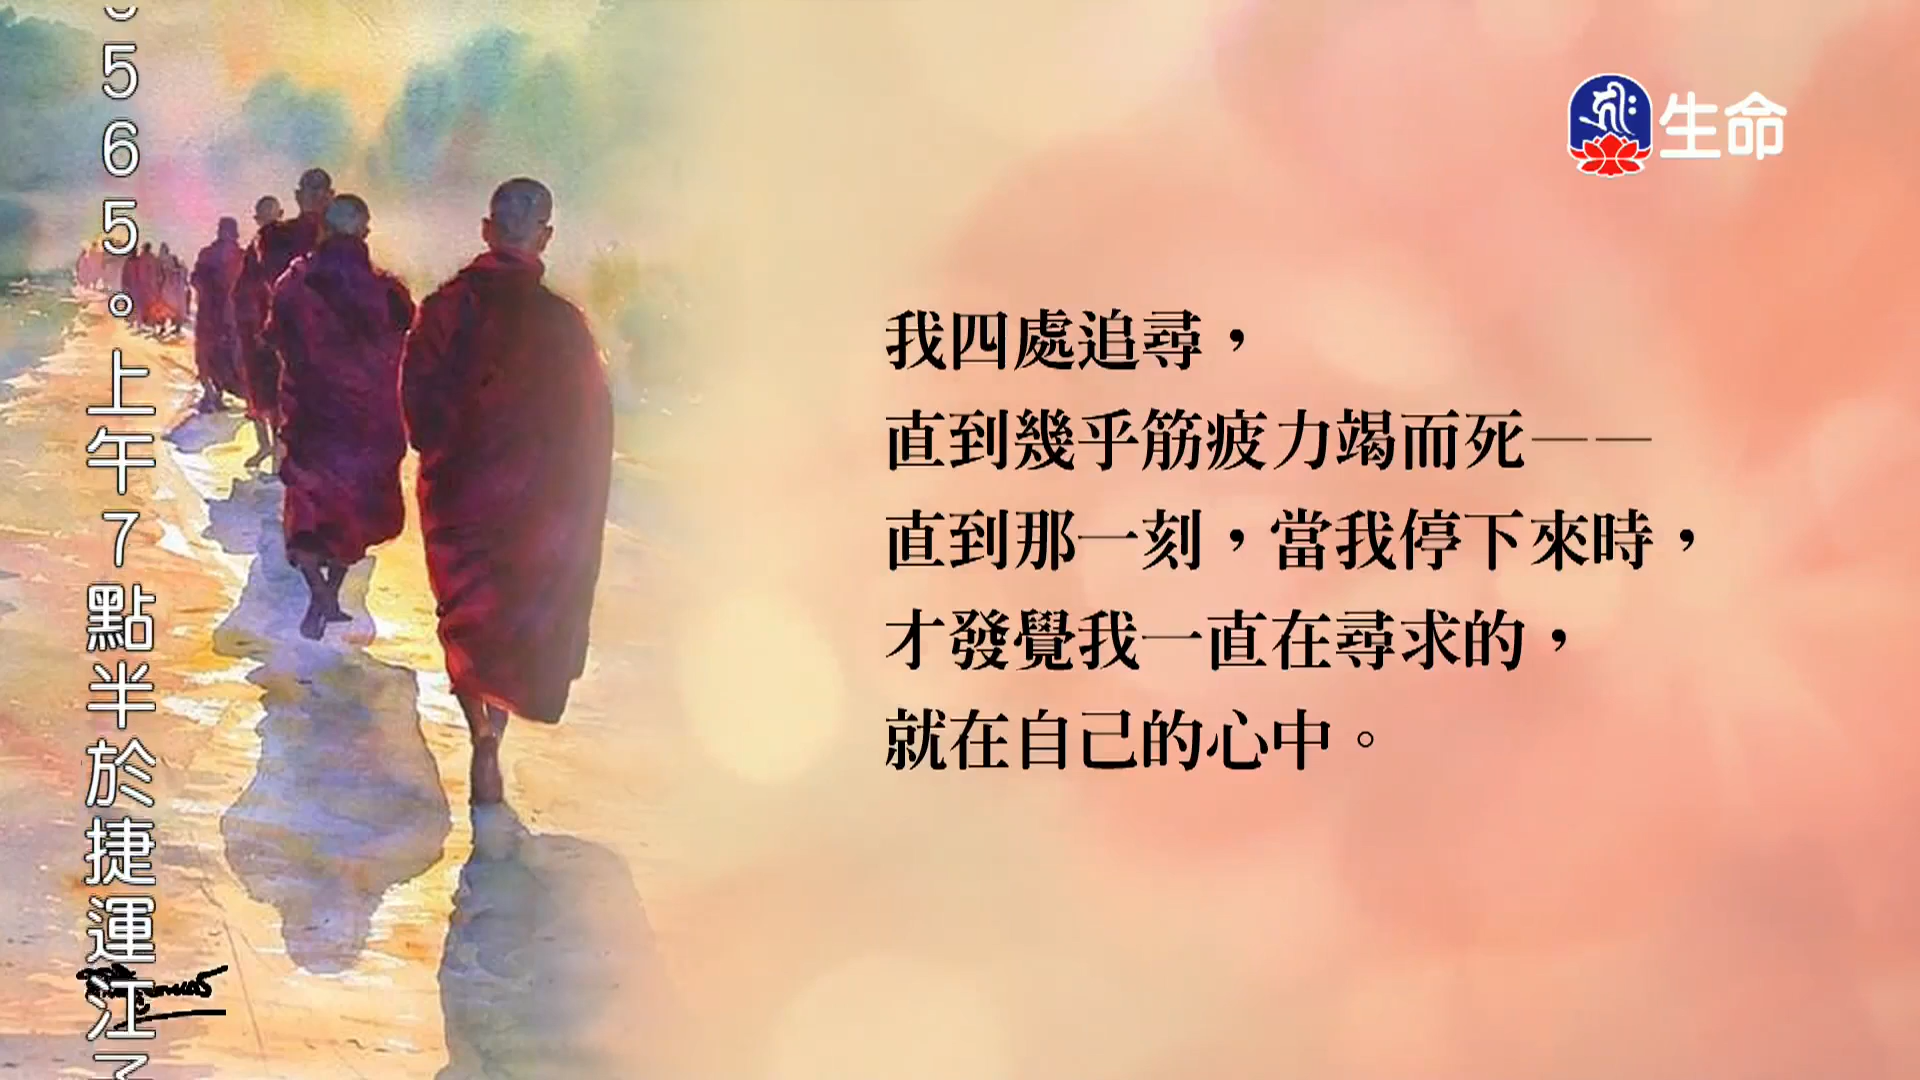 生命
我四處追尋，
直到幾乎筋疲力竭而死——
直到那一刻，當我停下來時，
才發覺我一直在尋求的，
就在自己的心中。
565。上午7點半於捷運江子